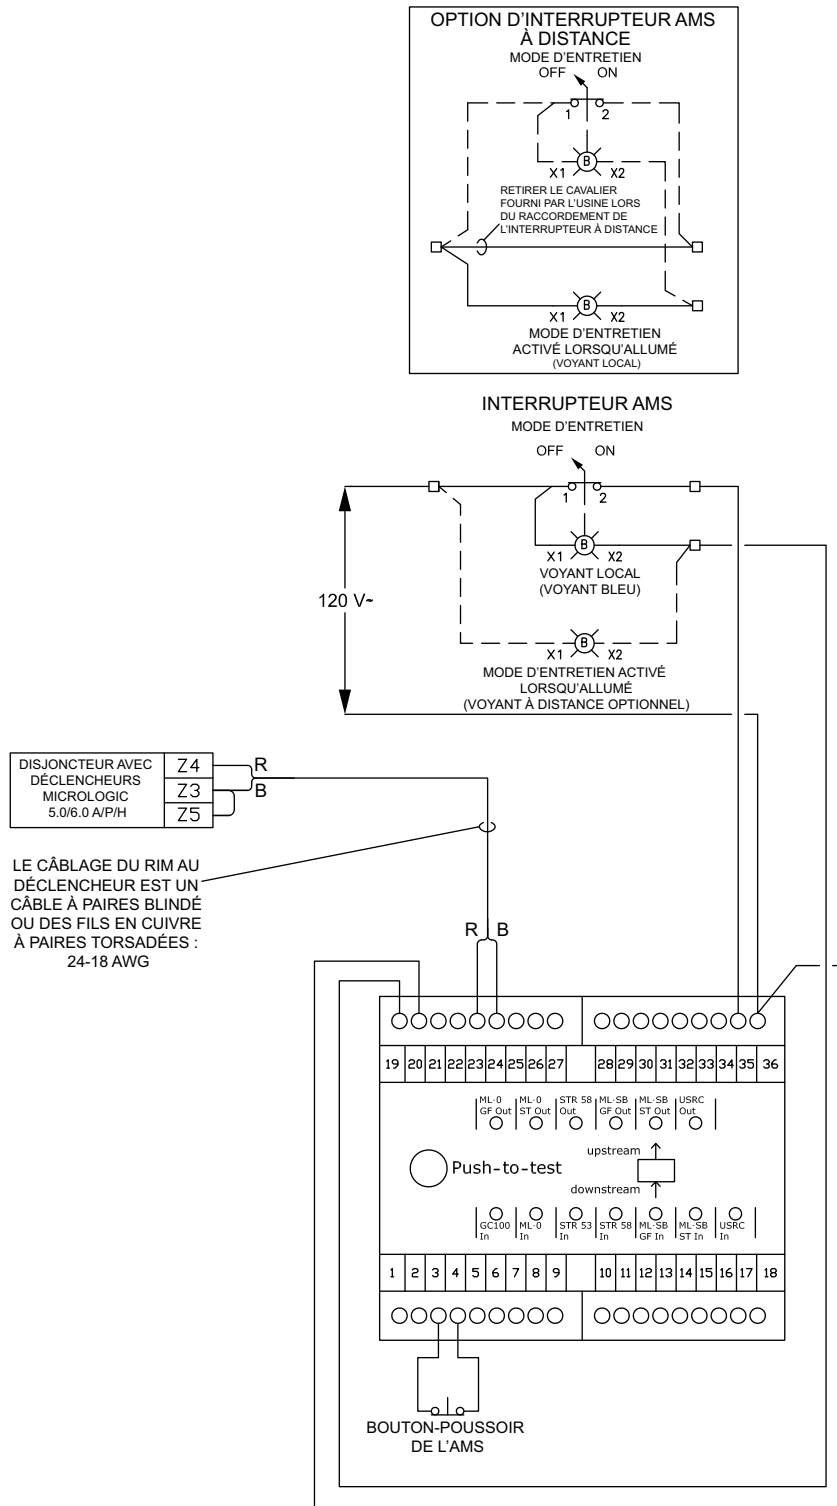 OPTION D'INTERRUPTEUR AMS
À DISTANCE
MODE D'ENTRETIEN
OFF ON
1 2
B
X1 X2
RETIRER LE CAVALIER
FOURNI PAR L'USINE LORS
DU RACCORDEMENT DE
L'INTERRUPTEUR À DISTANCE
B
X1 X2
MODE D'ENTRETIEN
ACTIVÉ LORSQU'ALLUMÉ
(VOYANT LOCAL)
INTERRUPTEUR AMS
MODE D'ENTRETIEN
OFF ON
1 2
B
X1 X2
VOYANT LOCAL
(VOYANT BLEU)
120 V~
B
X1 X2
MODE D'ENTRETIEN ACTIVÉ
LORSQU'ALLUMÉ
(VOYANT À DISTANCE OPTIONNEL)
DISJONCTEUR AVEC
DÉCLENCHEURS
MICROLOGIC
5.0/6.0 A/P/H
Z4
Z3
Z5
R
B
LE CÂBLAGE DU RIM AU
DÉCLENCHEUR EST UN
CÂBLE À PAIRES BLINDÉ
OU DES FILS EN CUIVRE
À PAIRES TORSADÉES :
24-18 AWG
R B
19 20 21 22 23 24 25 26 27 28 29 30 31 32 33 34 35 36
ML-0 ML-0 STR 58 ML-SB ML-SB USRC
GF Out ST Out Out GF Out ST Out Out
upstream
Push-to-test
downstream
GC100 ML-0 STR 53 STR 58 ML-SB ML-SB USRC
In In In In GF In ST In In
1 2 3 4 5 6 7 8 9 10 11 12 13 14 15 16 17 18
BOUTON-POUSSOIR
DE L'AMS